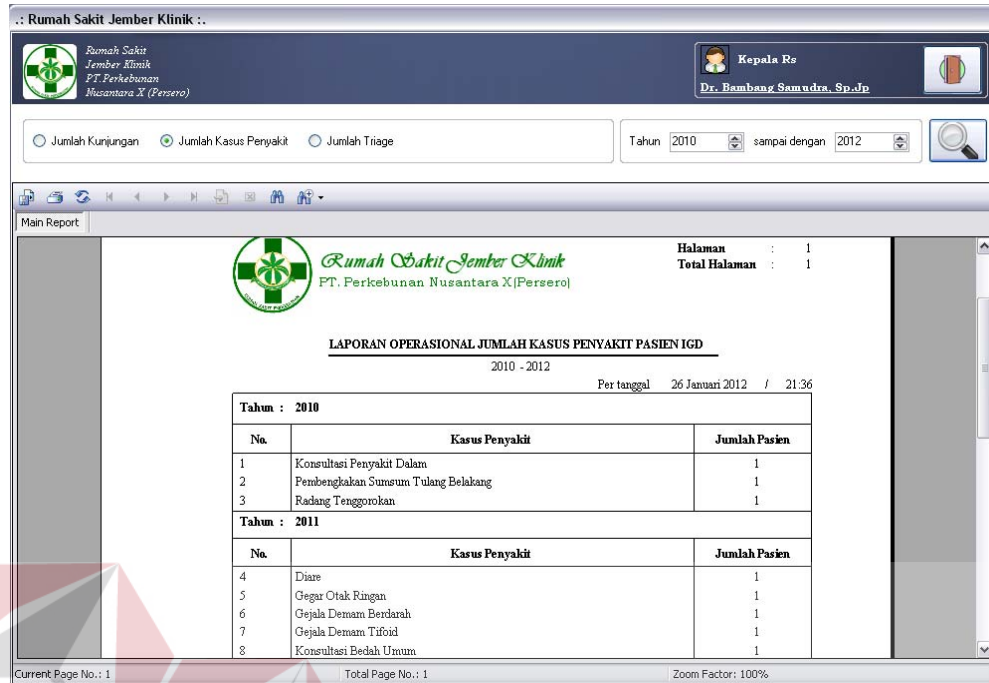 .: Rumah Sakit Jember Klinik :.
Rumah Sakit
Jember Klinik
PT.Perkebunan
Nusantara X (Persero)
Kepala Rs
Dr. Bambang Samudra, Sp.Jp
Jumlah Kunjungan Jumlah Kasus Penyakit Jumlah Triage
Tahun 2010 sampai dengan 2012
Main Report
Rumah Sakit Jember Klinik
PT. Perkebunan Nusantara X(Persero)
Halaman : 1
Total Halaman : 1
LAPORAN OPERASIONAL JUMLAH KASUS PENYAKIT PASIEN IGD
2010 - 2012
Per tanggal 26 Januari 2012 / 21:36
Tahun : 2010
No. Kasus Penyakit Jumlah Pasien
1 Konsultasi Penyakit Dalam 1
2 Pembengkakan Sumsum Tulang Belakang 1
3 Radang Tenggorokan 1
Tahun : 2011
No. Kasus Penyakit Jumlah Pasien
4 Diare 1
5 Gegar Otak Ringan 1
6 Gejala Demam Berdarah 1
7 Gejala Demam Tifoid 1
8 Konsultasi Bedah Umum 1
Current Page No.: 1 Total Page No.: 1 Zoom Factor: 100%